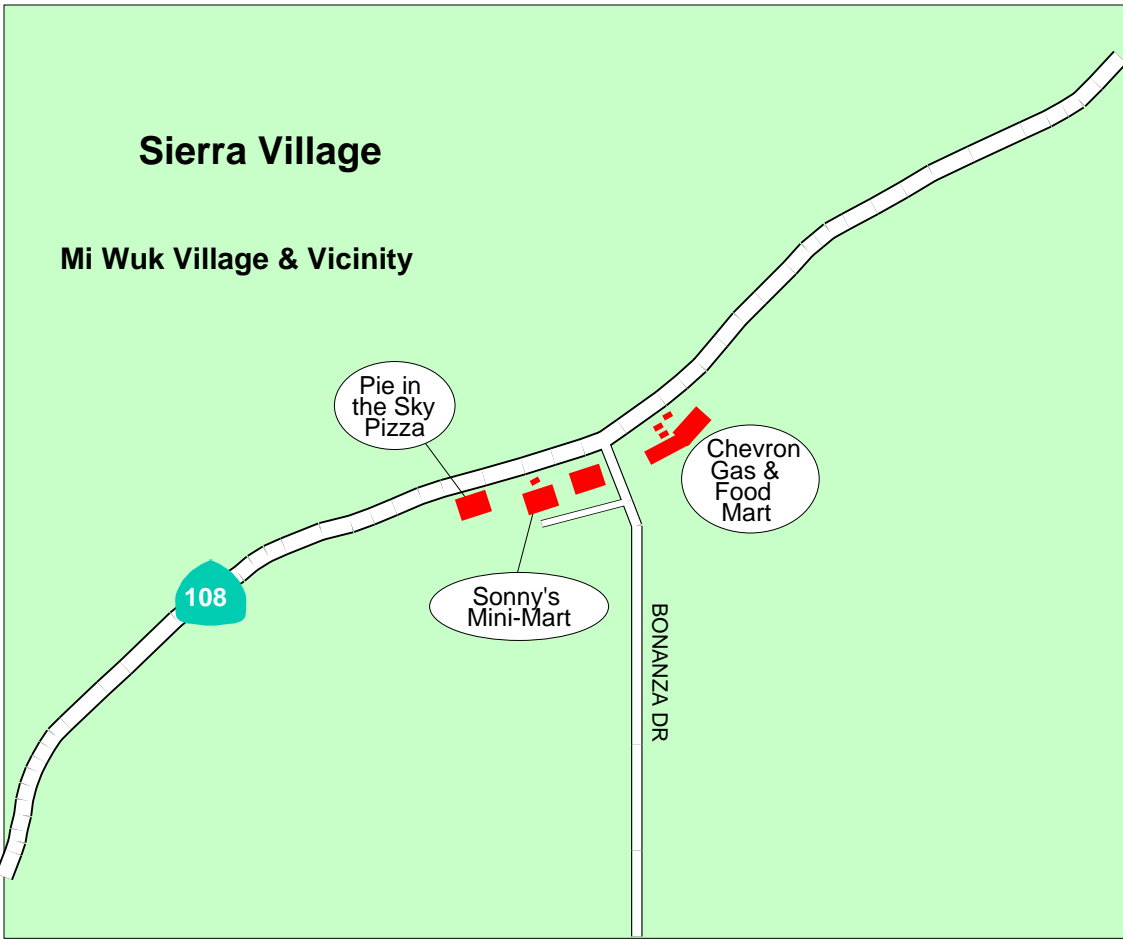 Sierra Village
Mi Wuk Village & Vicinity
Pie in
the Sky
Pizza
Chevron
Gas &
Food
Mart
108
Sonny's
Mini-Mart
BONANZA DR